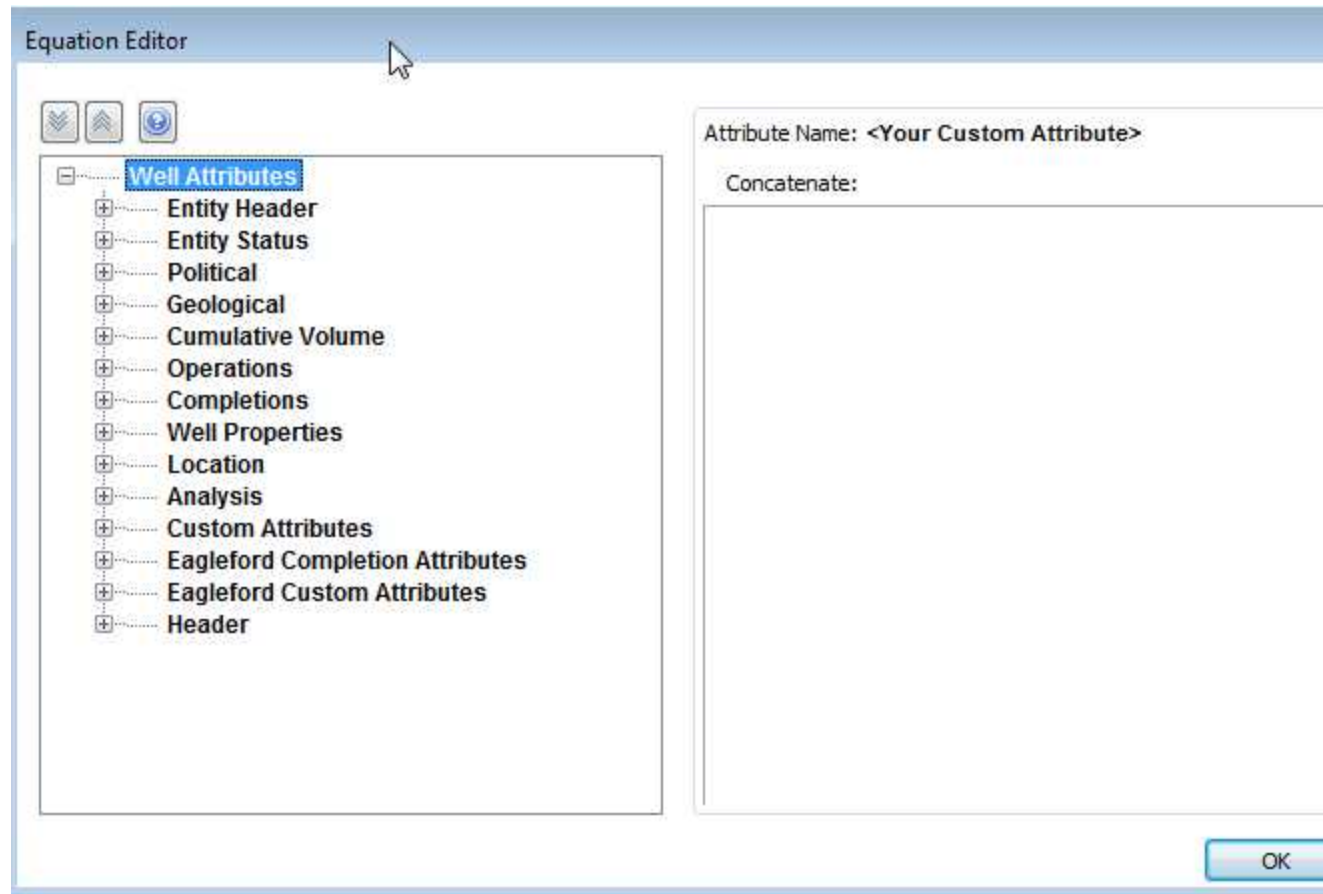 Equation Editor
Attribute Name: <Your Custom Attribute>
Concatenate:
Well Attributes
Entity Header
Entity Status
Political
Geological
Cumulative Volume
Operations
Completions
Well Properties
Location
Analysis
Custom Attributes
Eagleford Completion Attributes
Eagleford Custom Attributes
Header
OK